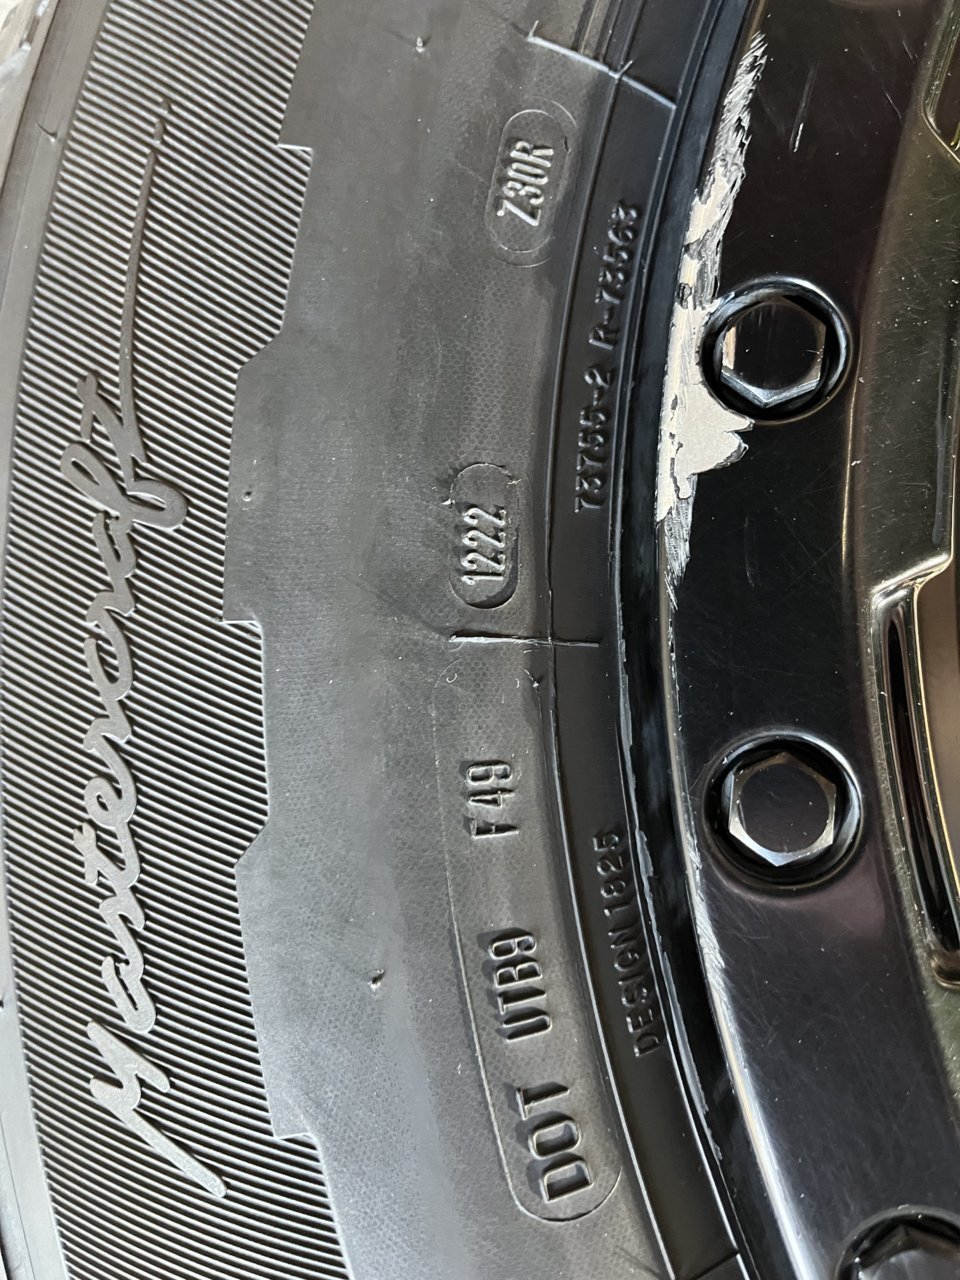 Mastercraft
DOT UTB9 F49 1222
Z30R
DESIGN 1825
73755-2 R-73563